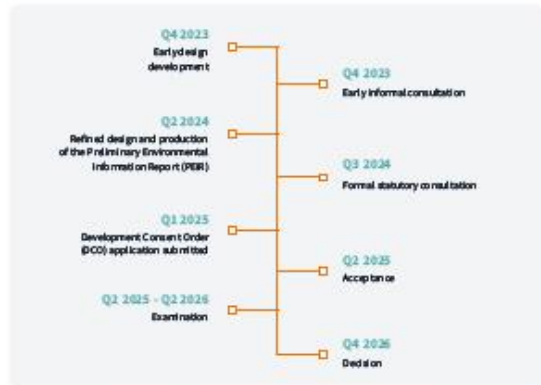 Q4 2023
Early design
development
Q4 2023
Early informal consultation
Q2 2024
Refined design and production
of the Preliminary Environmental
Information Report (PEIR)
Q3 2024
Formal statutory consultation
Q1 2025
Development Consent Order
(DCO) application submitted
Q2 2025
Acceptance
Q2 2025 - Q2 2026
Examination
Q4 2026
Decision